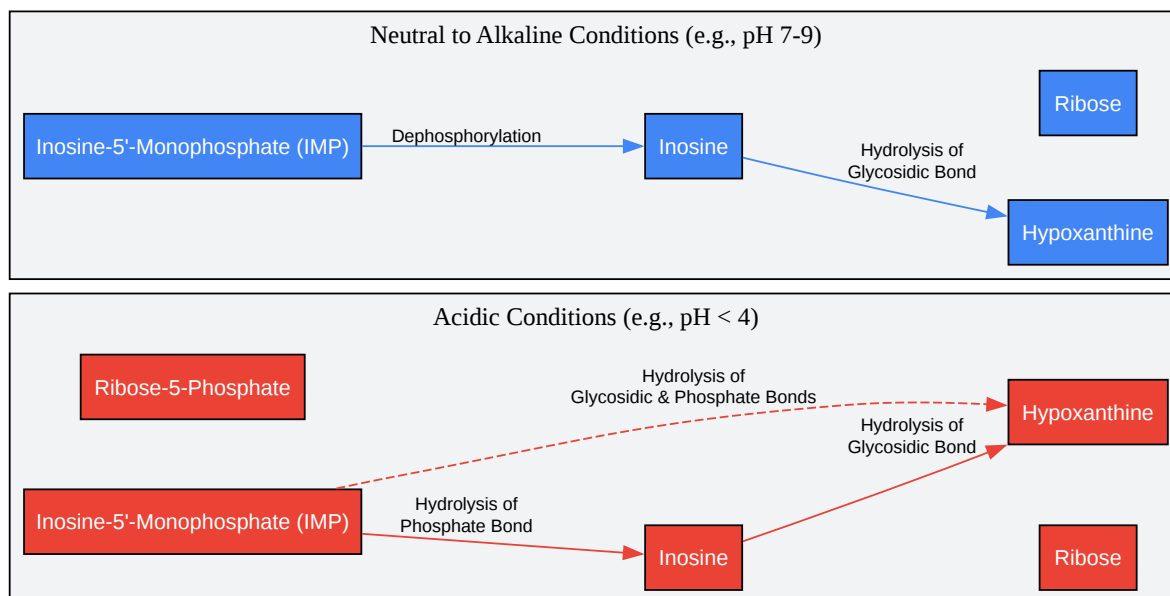 Neutral to Alkaline Conditions (e.g., pH 7-9)
Ribose
Inosine-5'-Monophosphate (IMP)
Dephosphorylation
Inosine
Hydrolysis of
Glycosidic Bond
Hypoxanthine
Acidic Conditions (e.g., pH < 4)
Ribose-5-Phosphate
Hydrolysis of
Glycosidic & Phosphate Bonds
Hypoxanthine
Hydrolysis of
Glycosidic Bond
Inosine-5'-Monophosphate (IMP)
Hydrolysis of
Phosphate Bond
Inosine
Ribose